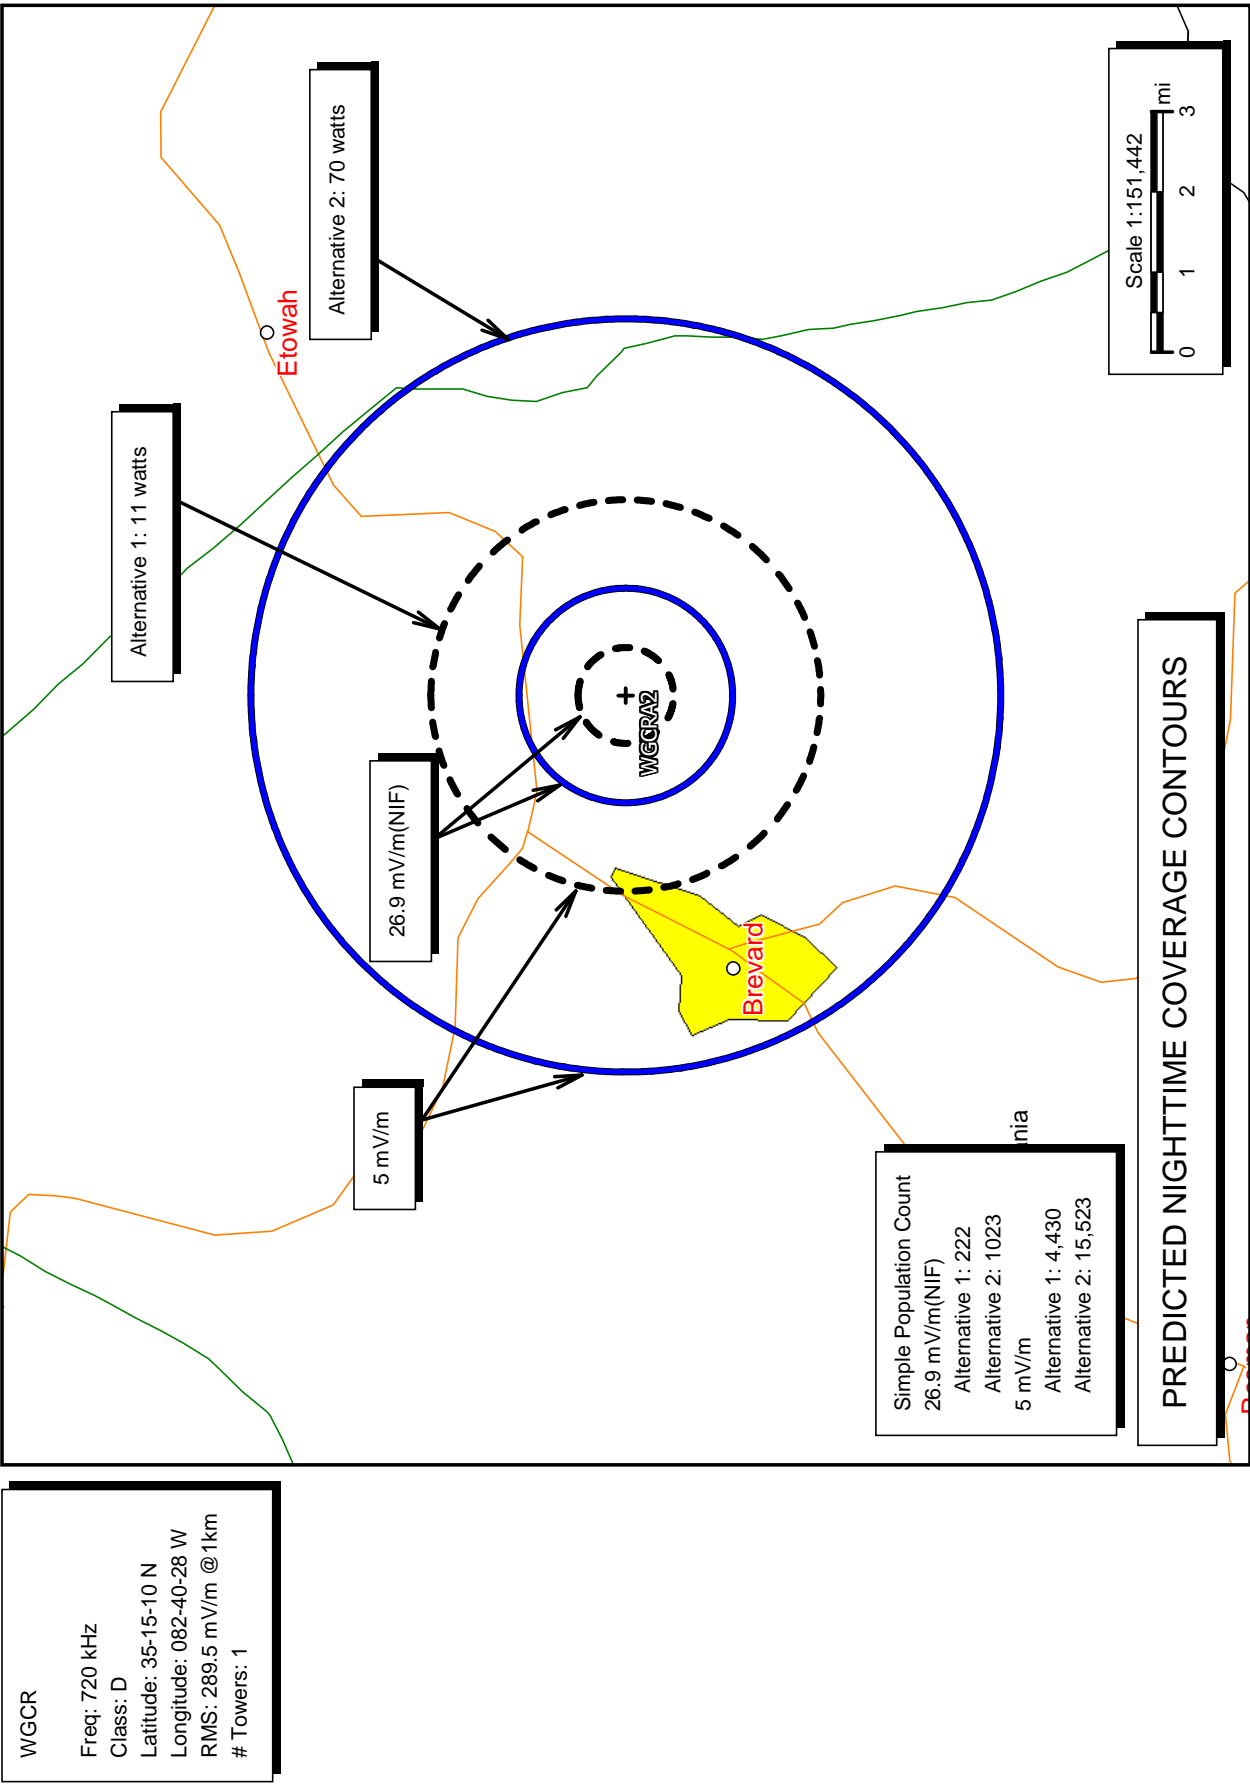 WGCR
Freq: 720 kHz
Class: D
Latitude: 35-15-10 N
Longitude: 082-40-28 W
RMS: 289.5 mV/m @1km
# Towers: 1
Alternative 1: 11 watts
Etowah
Alternative 2: 70 watts
26.9 mV/m(NIF)
5 mV/m
WGCRA2
Brevard
nia
Simple Population Count
26.9 mV/m(NIF)
Alternative 1: 222
Alternative 2: 1023
5 mV/m
Alternative 1: 4,430
Alternative 2: 15,523
Scale 1:151,442
mi
0 1 2 3
PREDICTED NIGHTTIME COVERAGE CONTOURS